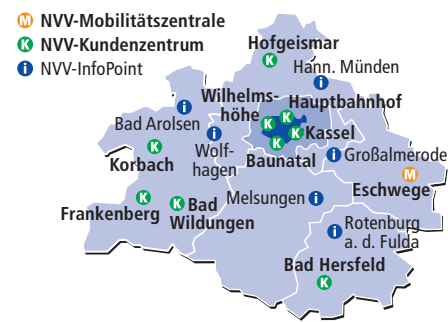 M NVV-Mobilitätszentrale
K NVV-Kundenzentrum
i NVV-InfoPoint
Hofgeismar
K
Hann. Münden
i
Wilhelms-
höhe
Hauptbahnhof
K
K
K
Kassel
K
Baunatal
i
Bad Arolsen
i
Wolf-
hagen
K
Korbach
i Großalmerode
M
Eschwege
K
Frankenberg
K Bad
Wildungen
Melsungen i
i Rotenburg
a. d. Fulda
Bad Hersfeld
K